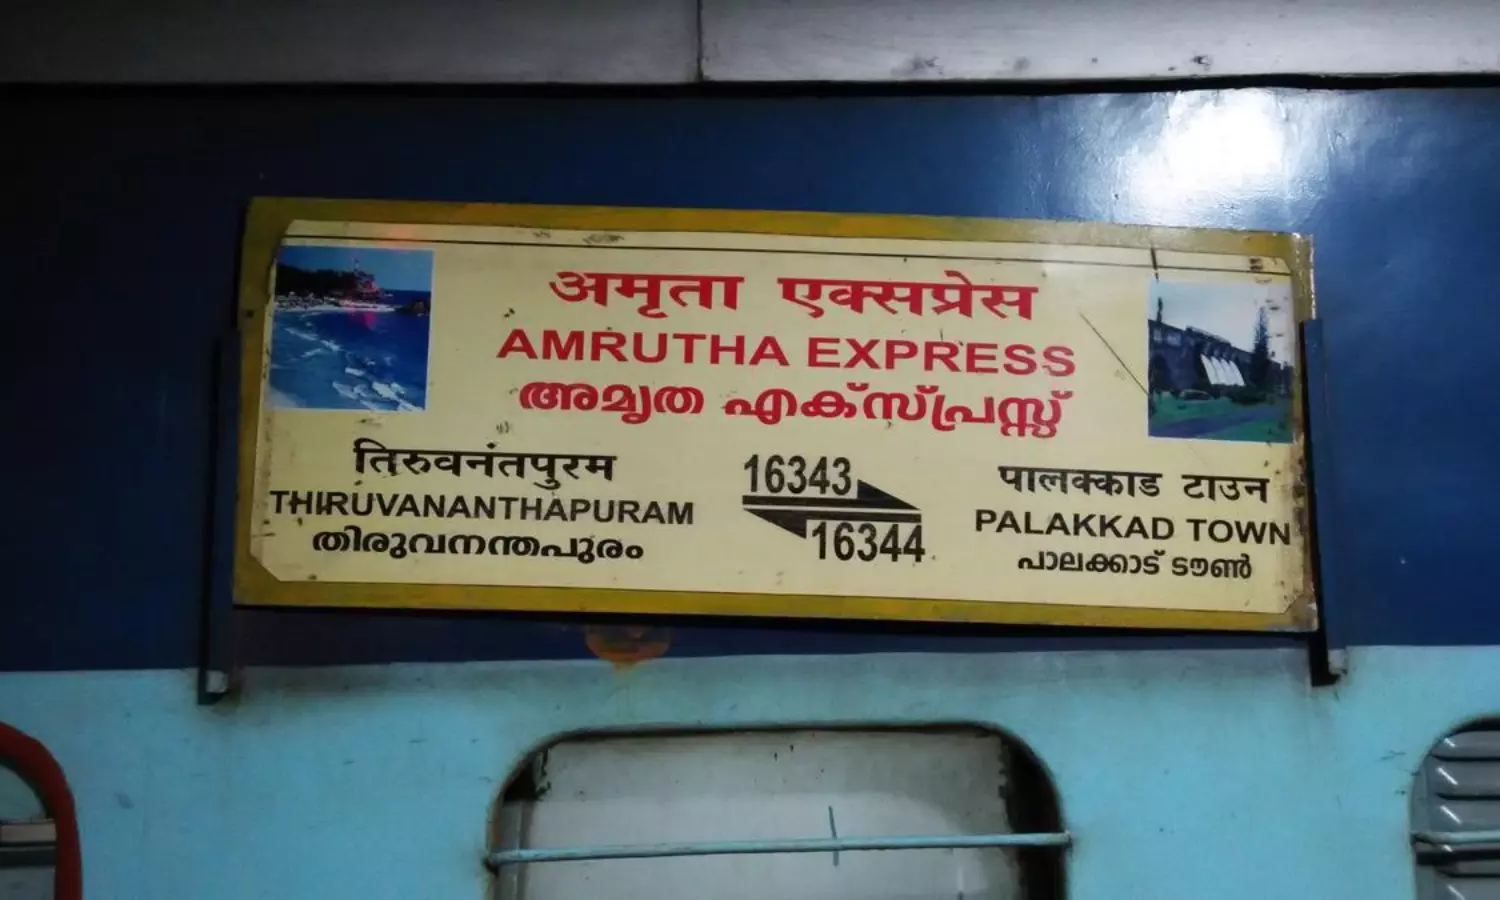 अमृता एक्सप्रेस
AMRUTHA EXPRESS
അമൃത എക്സ്പ്രസ്സ്
तिरुवनंतपुरम
THIRUVANANTHAPURAM
തിരുവനന്തപുരം
16343
16344
पालक्काड टाउन
PALAKKAD TOWN
പാലക്കാട് ടൗൺ